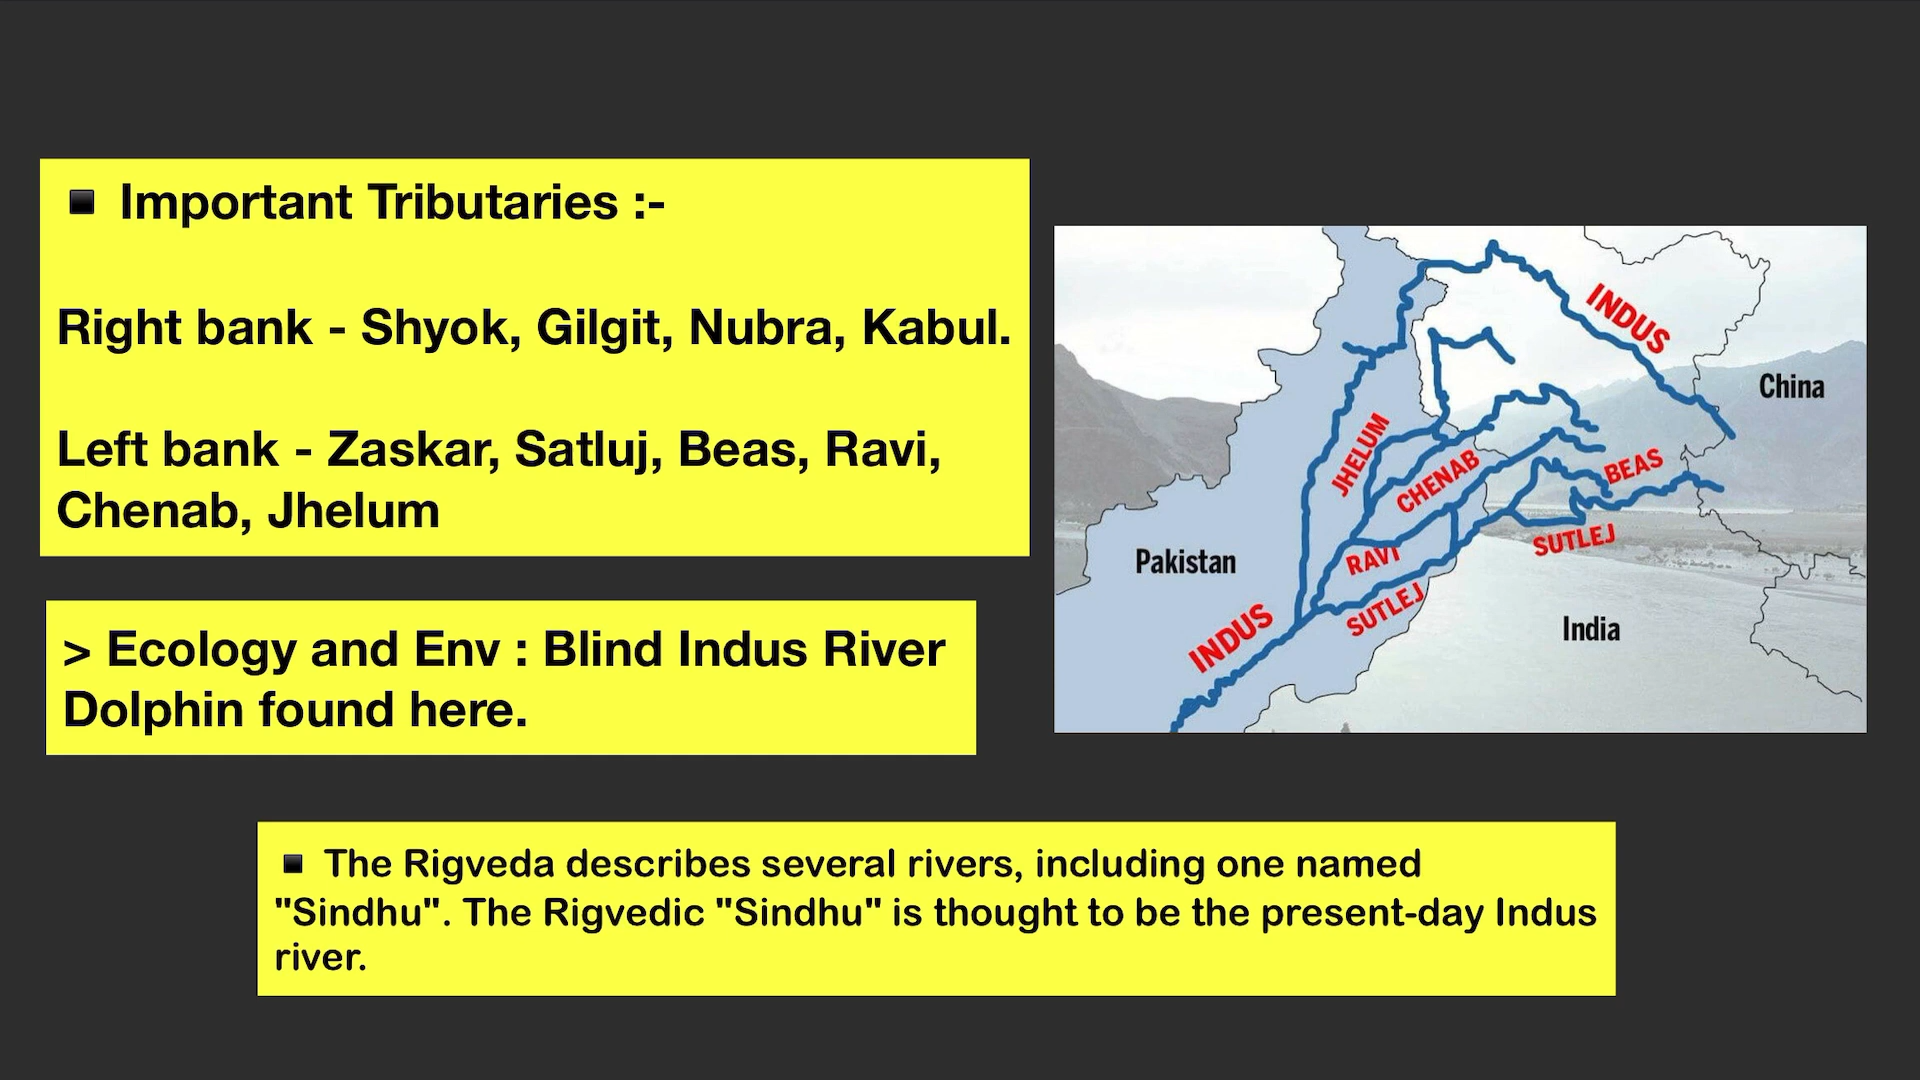 ▪ Important Tributaries :-
Right bank - Shyok, Gilgit, Nubra, Kabul.
Left bank - Zaskar, Satluj, Beas, Ravi,
Chenab, Jhelum
> Ecology and Env : Blind Indus River
Dolphin found here.
INDUS
China
JHELUM
CHENAB
BEAS
Pakistan
RAVI
SUTLEJ
SUTLEJ
INDUS
India
▪ The Rigveda describes several rivers, including one named
"Sindhu". The Rigvedic "Sindhu" is thought to be the present-day Indus
river.